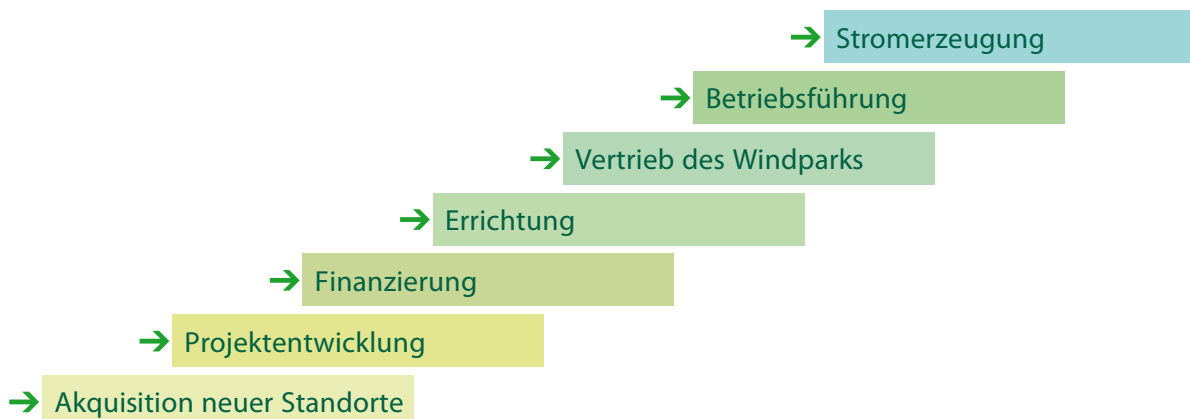 Stromerzeugung
Betriebsführung
Vertrieb des Windparks
Errichtung
Finanzierung
Projektentwicklung
Akquisition neuer Standorte